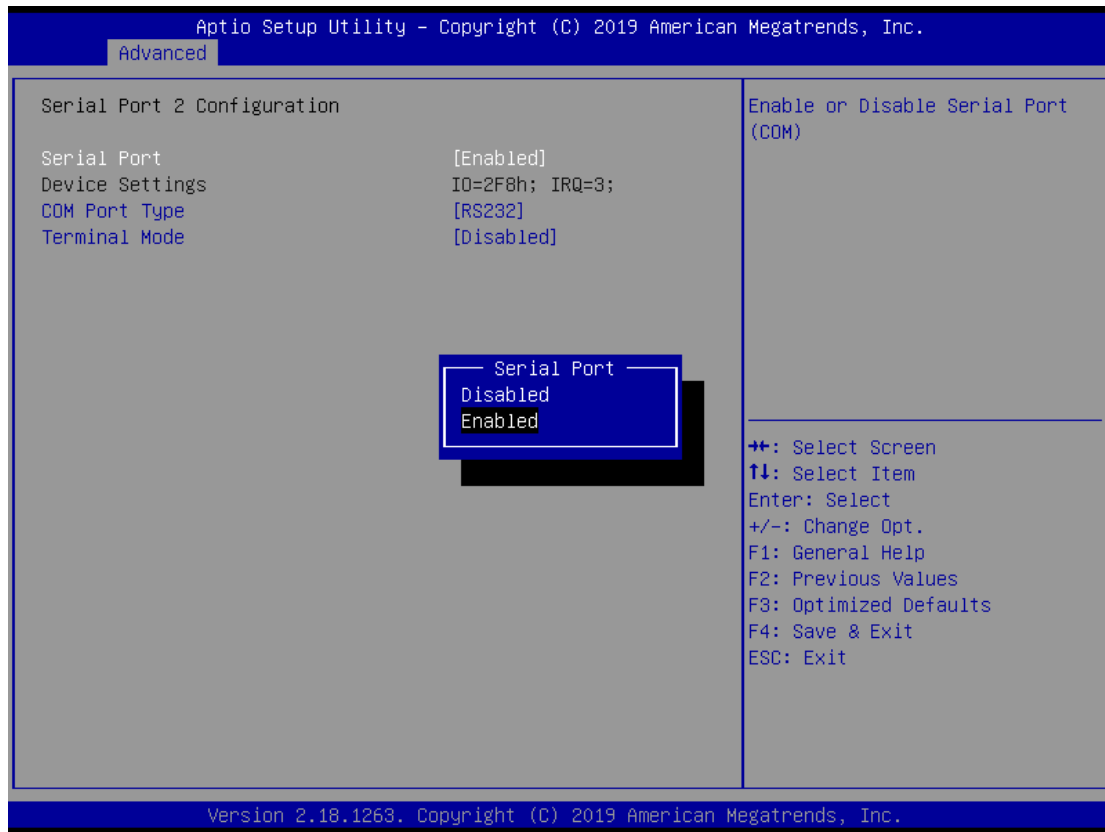 Aptio Setup Utility – Copyright (C) 2019 American Megatrends, Inc.
Advanced
Serial Port 2 Configuration
Serial Port [Enabled]
Device Settings IO=2F8h; IRQ=3;
COM Port Type [RS232]
Terminal Mode [Disabled]
Serial Port
Disabled
Enabled
Enable or Disable Serial Port
(COM)
→←: Select Screen
↑↓: Select Item
Enter: Select
+/-: Change Opt.
F1: General Help
F2: Previous Values
F3: Optimized Defaults
F4: Save & Exit
ESC: Exit
Version 2.18.1263. Copyright (C) 2019 American Megatrends, Inc.